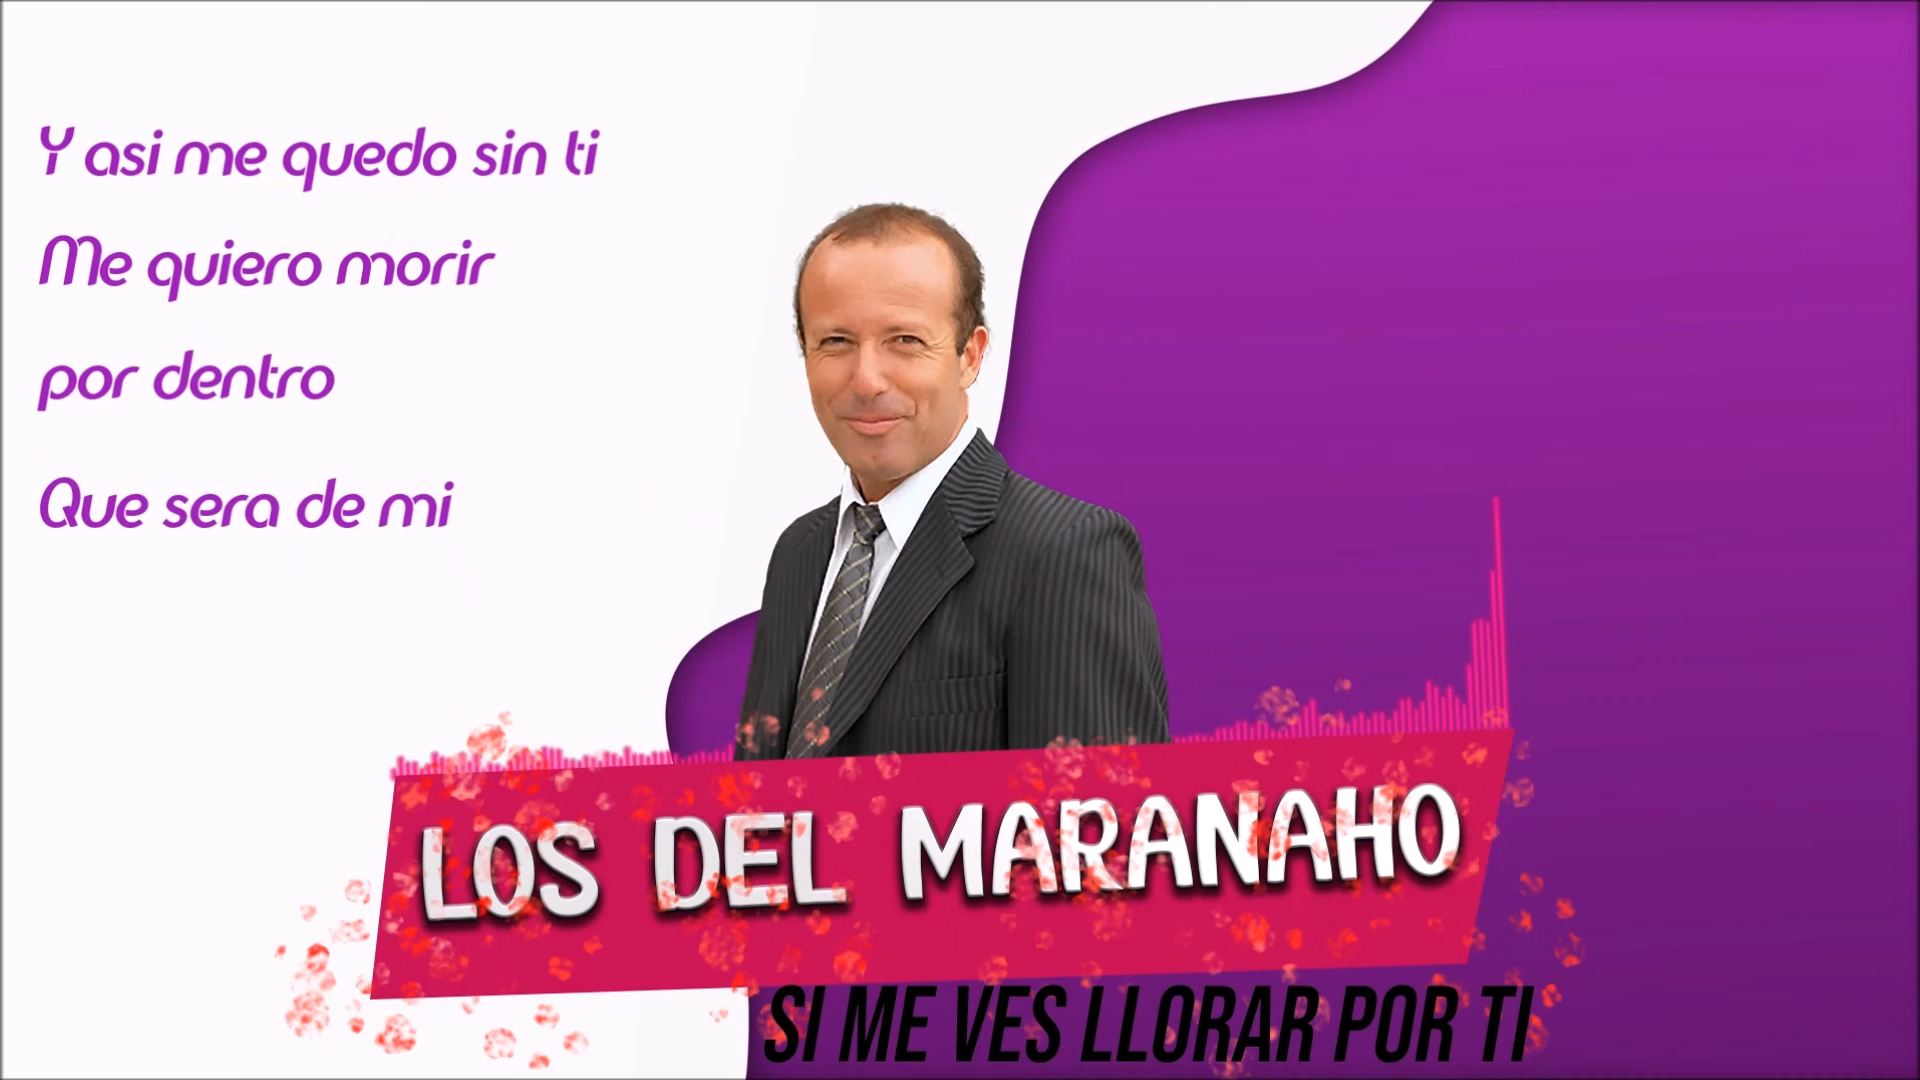 Y asi me quedo sin ti
Me quiero morir
por dentro
Que sera de mi
LOS DEL MARANAHO
SI ME VES LLORAR POR TI